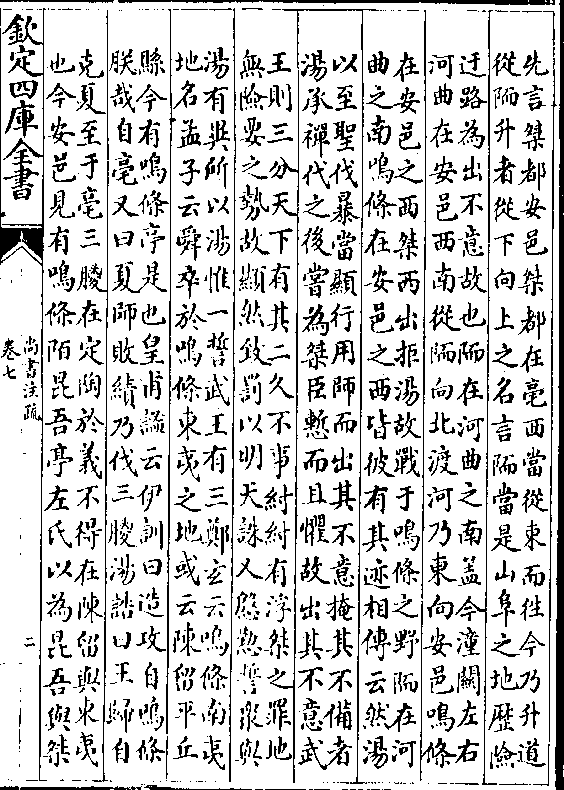 先言桀都安邑桀都在亳西當從東而往今乃升道
從陑升者從下向上之名言陑當是山阜之地歷險
迂路為出不意故也陑在河曲之南蓋今潼關左右
河曲在安邑西南從陑向北渡河乃東向安邑鳴條
在安邑之西桀西出拒湯故戰于鳴條之野陑在河
曲之南鳴條在安邑之西皆彼有其迹相傳云然湯
以至聖伐暴當顯行用師而出其不意掩其不備者
湯承禪代之後嘗為桀臣慙而且懼故出其不意武
王則三分天下有其二久不事紂紂有浮桀之罪地
無險要之勢故顯然致罰以明天誅又慇懃誓衆與
湯有異所以湯惟一誓武王有三鄭玄云鳴條南夷
地名孟子云舜卒於鳴條東夷之地或云陳留平丘
縣今有鳴條亭是也皇甫謐云伊訓曰造攻自鳴條
朕哉自亳又曰夏師敗績乃伐三朡湯誥曰王歸自
克夏至于亳三朡在定陶於義不得在陳留與東夷
也今安邑見有鳴條陌昆吾亭左氏以為昆吾與桀
欽定四庫全書
尚書注疏
卷七
二